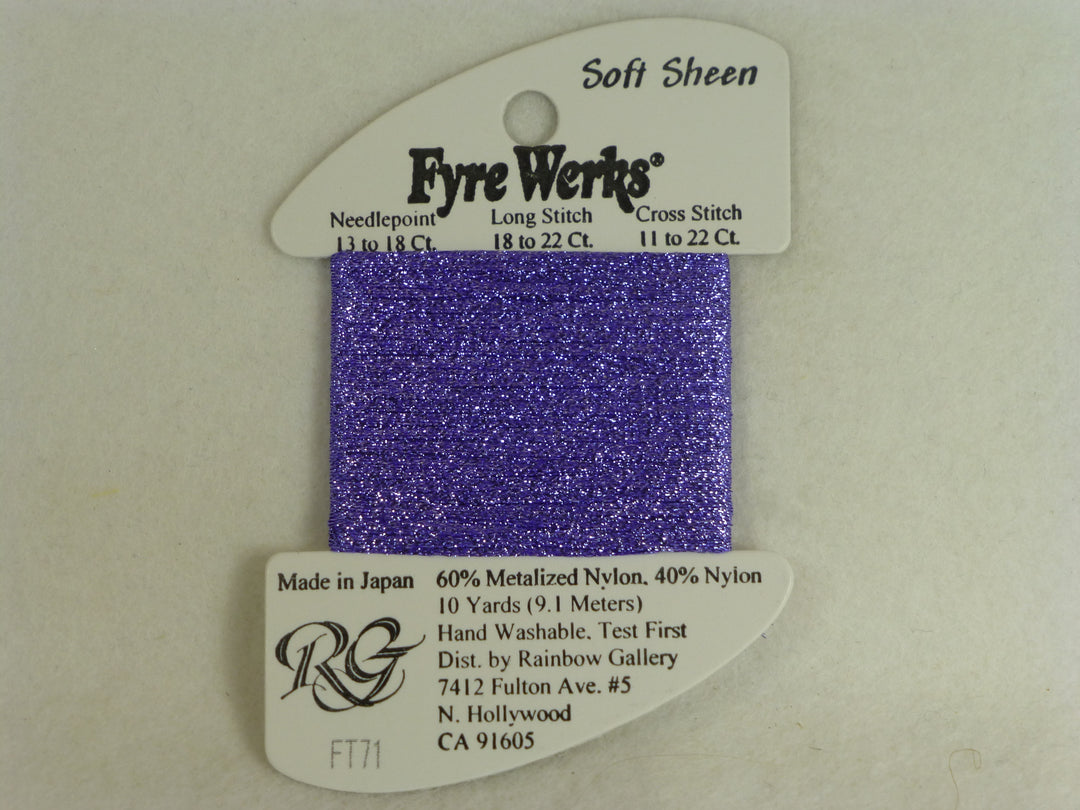 Soft Sheen
Fyre Werks®
Needlepoint Long Stitch Cross Stitch
13 to 18 Ct. 18 to 22 Ct. 11 to 22 Ct.
Made in Japan 60% Metalized Nylon, 40% Nylon
10 Yards (9.1 Meters)
Hand Washable, Test First
Dist. by Rainbow Gallery
7412 Fulton Ave. #5
N. Hollywood
CA 91605
RG
FT71